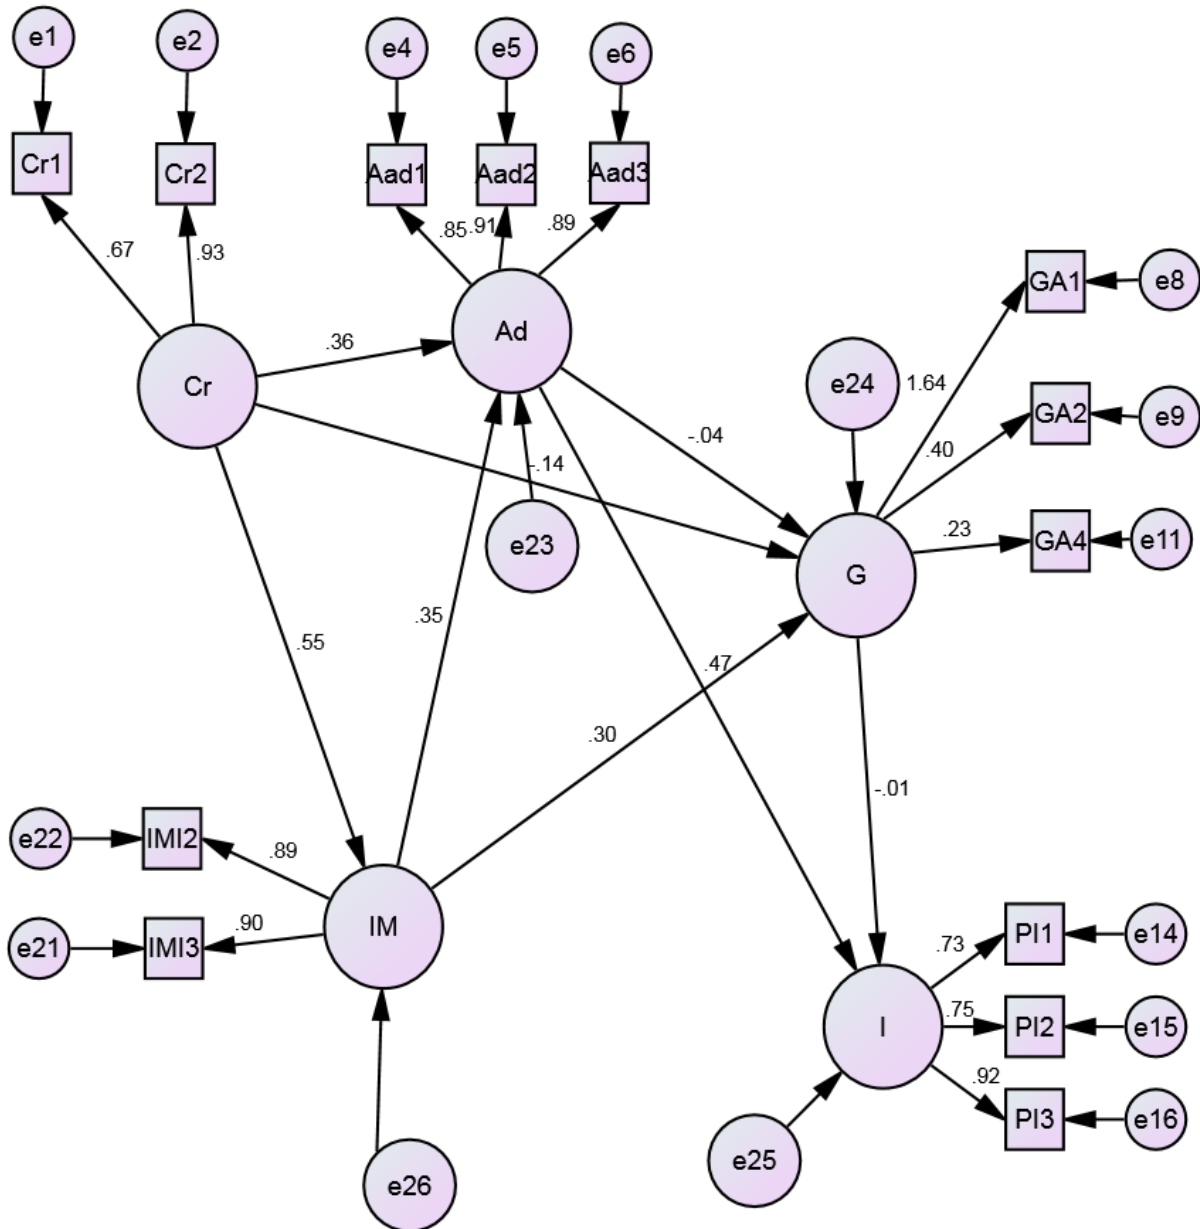 e1
e2
e4
e5
e6
Cr1
Cr2
Aad1
Aad2
Aad3
.67
.93
.85
.91
.89
GA1
e8
Ad
.36
Cr
e24
1.64
GA2
e9
-.04
.40
-.14
.23
GA4
e11
e23
G
.35
.55
.47
.30
-.01
e22
IMI2
.89
e21
IMI3
.90
IM
.73
PI1
e14
I
.75
PI2
e15
.92
PI3
e16
e25
e26